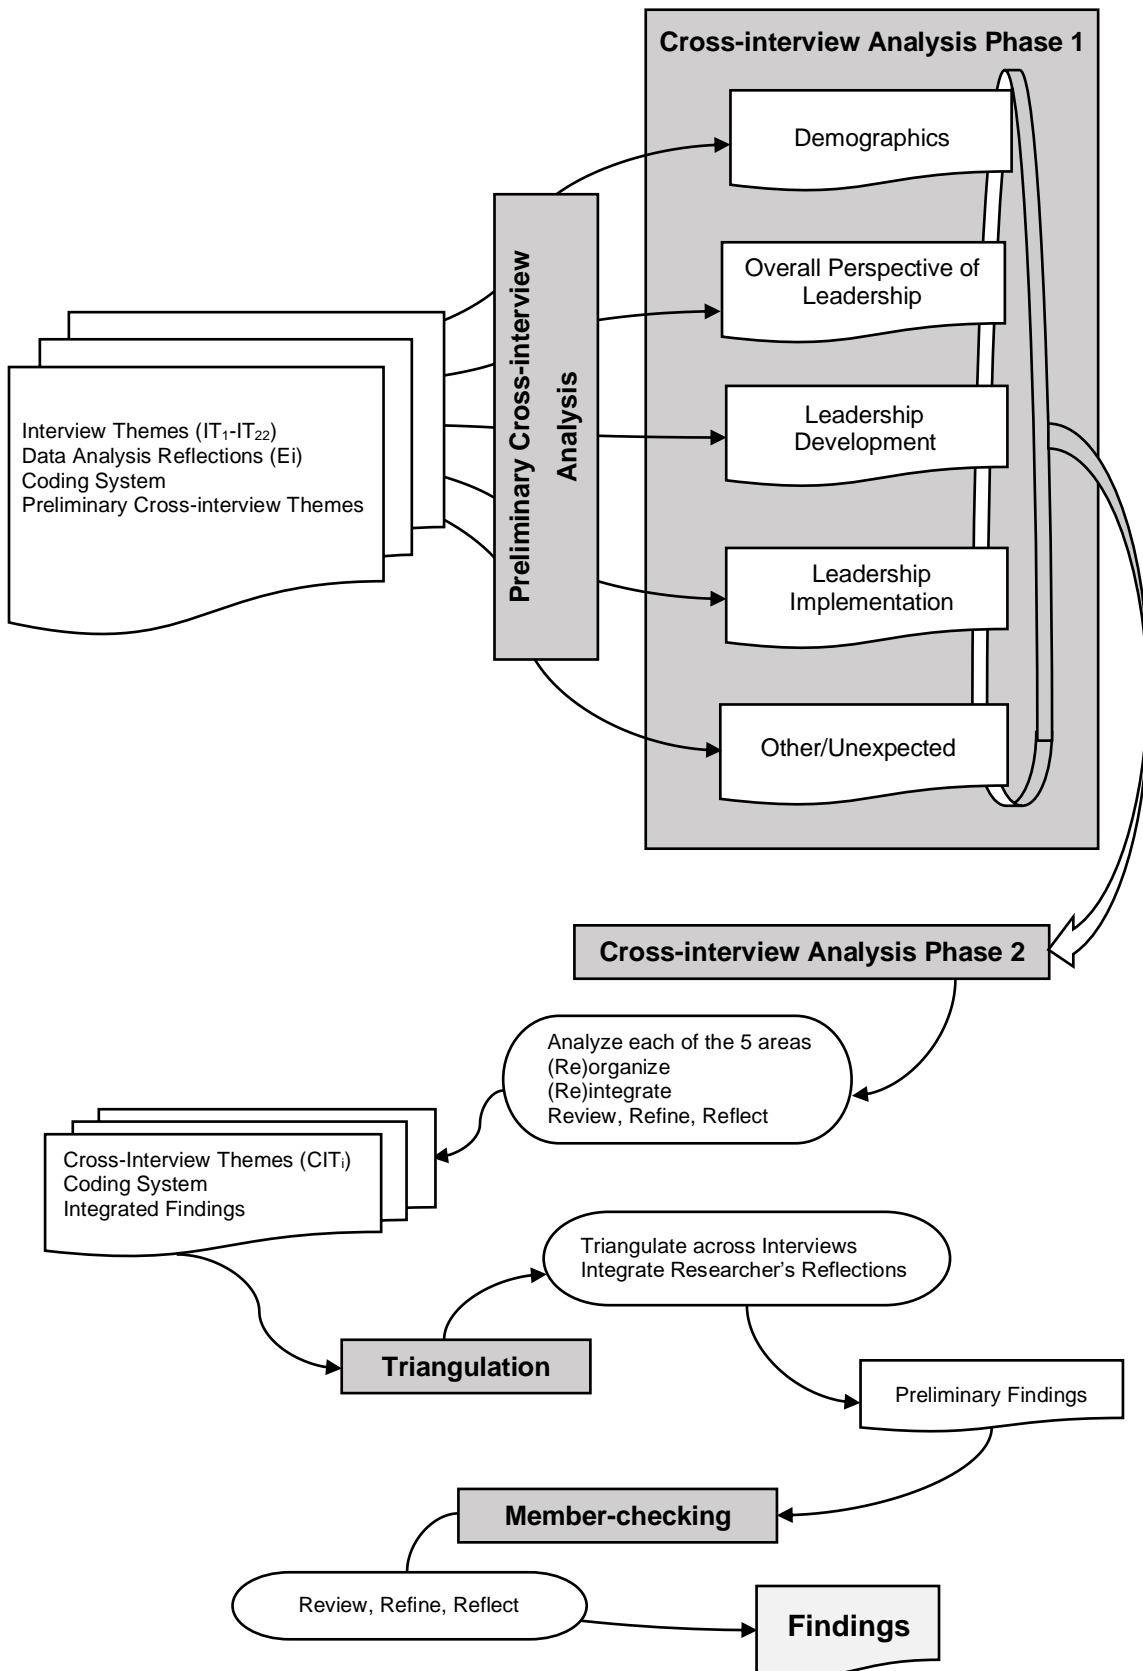 Cross-interview Analysis Phase 1
Demographics
Overall Perspective of
Leadership
Leadership
Development
Leadership
Implementation
Other/Unexpected
Preliminary Cross-interview
Analysis
Interview Themes (IT₁-IT₂₂)
Data Analysis Reflections (Ei)
Coding System
Preliminary Cross-interview Themes
Cross-interview Analysis Phase 2
Analyze each of the 5 areas
(Re)organize
(Re)integrate
Review, Refine, Reflect
Cross-Interview Themes (CITᵢ)
Coding System
Integrated Findings
Triangulate across Interviews
Integrate Researcher's Reflections
Triangulation
Preliminary Findings
Member-checking
Review, Refine, Reflect
Findings